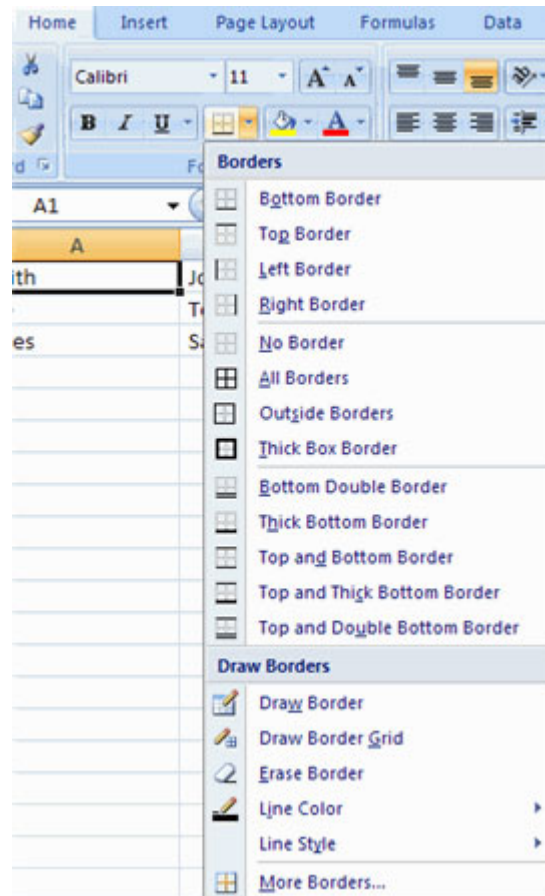 Home Insert Page Layout Formulas Data
Calibri 11 A A
B I U A
A1
Borders
A
Bottom Border
Top Border
Left Border
Right Border
No Border
All Borders
Outside Borders
Thick Box Border
Bottom Double Border
Thick Bottom Border
Top and Bottom Border
Top and Thick Bottom Border
Top and Double Bottom Border
Draw Borders
Draw Border
Draw Border Grid
Erase Border
Line Color
Line Style
More Borders...